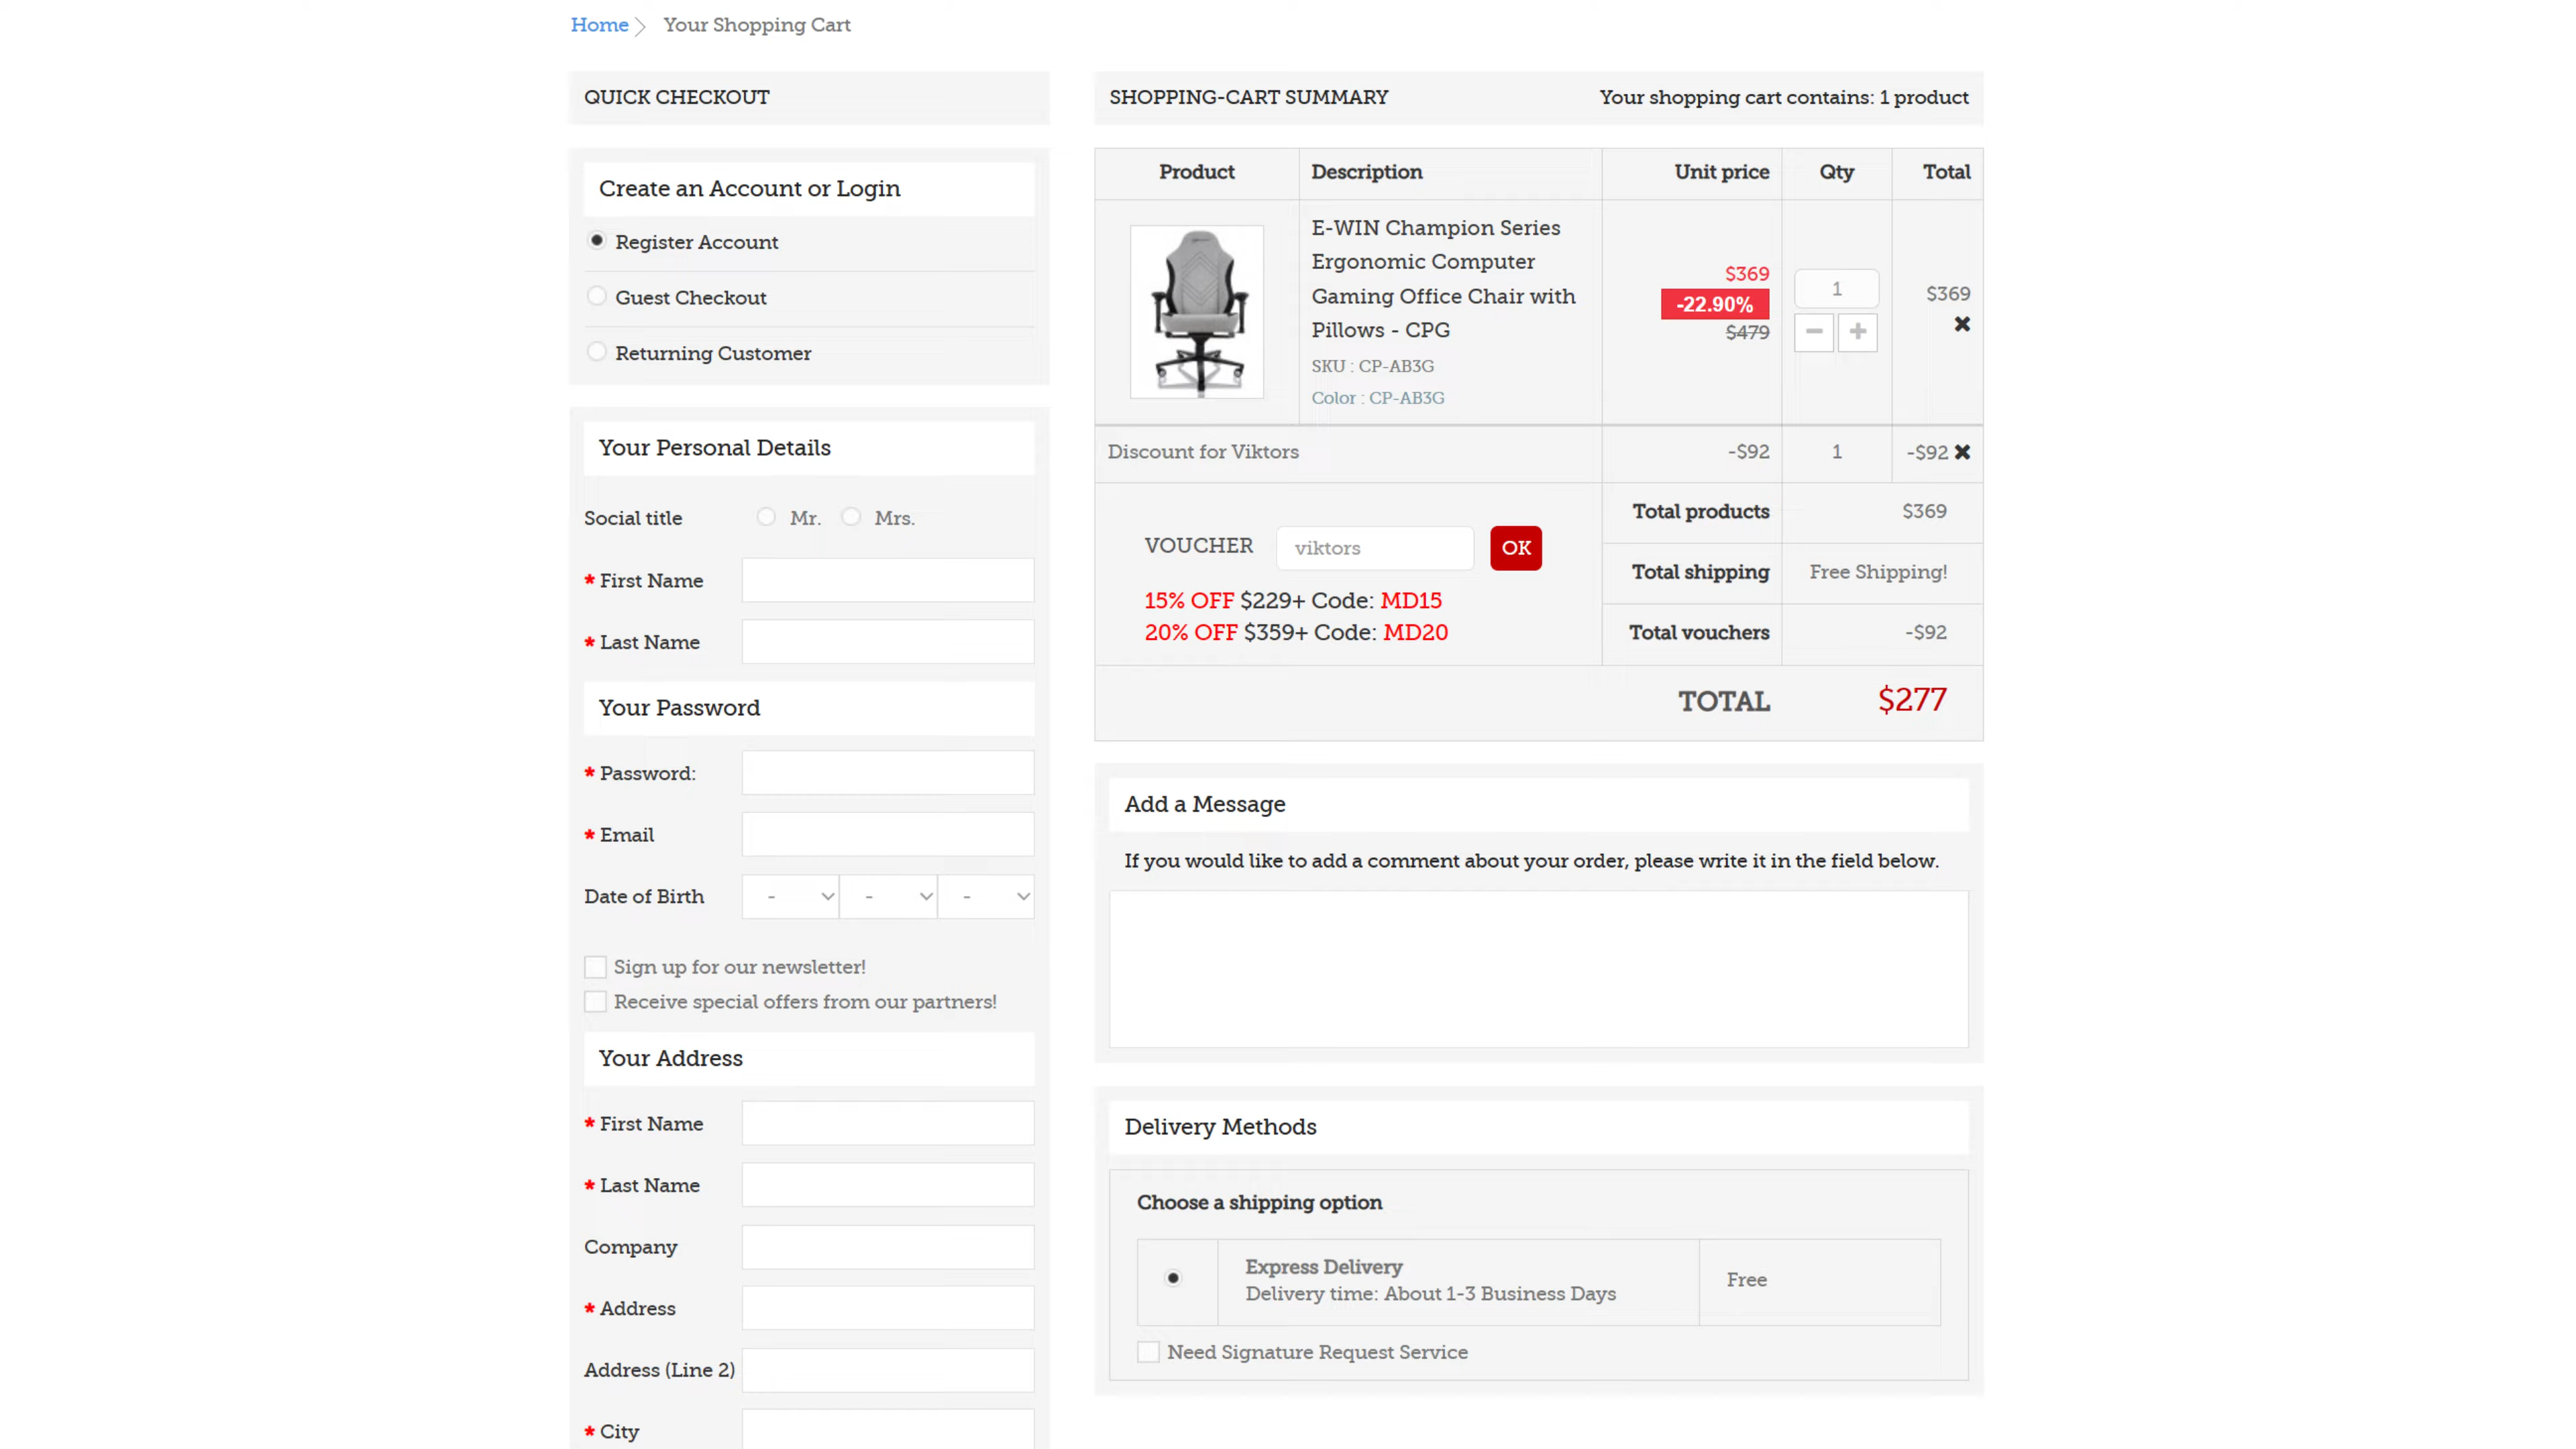 Home
Your Shopping Cart
QUICK CHECKOUT
Create an Account or Login
Register Account
Guest Checkout
Returning Customer
Your Personal Details
Social title Mr. Mrs.
* First Name
* Last Name
Your Password
* Password:
* Email
Date of Birth - - -
Sign up for our newsletter!
Receive special offers from our partners!
Your Address
* First Name
* Last Name
Company
* Address
Address (Line 2)
* City
SHOPPING-CART SUMMARY Your shopping cart contains: 1 product
Product Description Unit price Qty Total
E-WIN Champion Series
Ergonomic Computer
Gaming Office Chair with
Pillows - CPG
SKU : CP-AB3G
Color : CP-AB3G
$369
-22.90%
$479
1
$369
Discount for Viktors -$92 1 -$92
VOUCHER viktors OK
15% OFF $229+ Code: MD15
20% OFF $359+ Code: MD20
Total products $369
Total shipping Free Shipping!
Total vouchers -$92
TOTAL $277
Add a Message
If you would like to add a comment about your order, please write it in the field below.
Delivery Methods
Choose a shipping option
Express Delivery
Delivery time: About 1-3 Business Days
Free
Need Signature Request Service